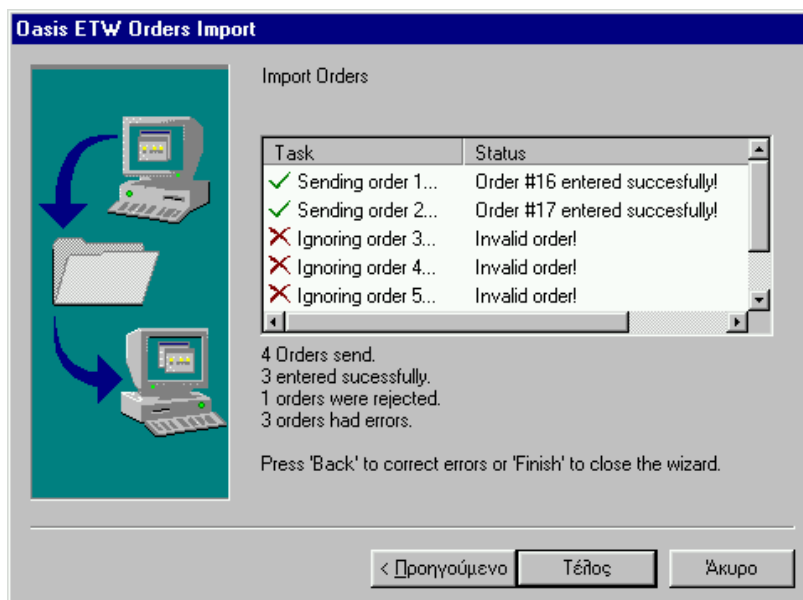 Oasis ETW Orders Import
Import Orders
Task Status
Sending order 1... Order #16 entered succesfully!
Sending order 2... Order #17 entered succesfully!
Ignoring order 3... Invalid order!
Ignoring order 4... Invalid order!
Ignoring order 5... Invalid order!
4 Orders send.
3 entered sucessfully.
1 orders were rejected.
3 orders had errors.
Press 'Back' to correct errors or 'Finish' to close the wizard.
< Προηγούμενο Τέλος Άκυρο